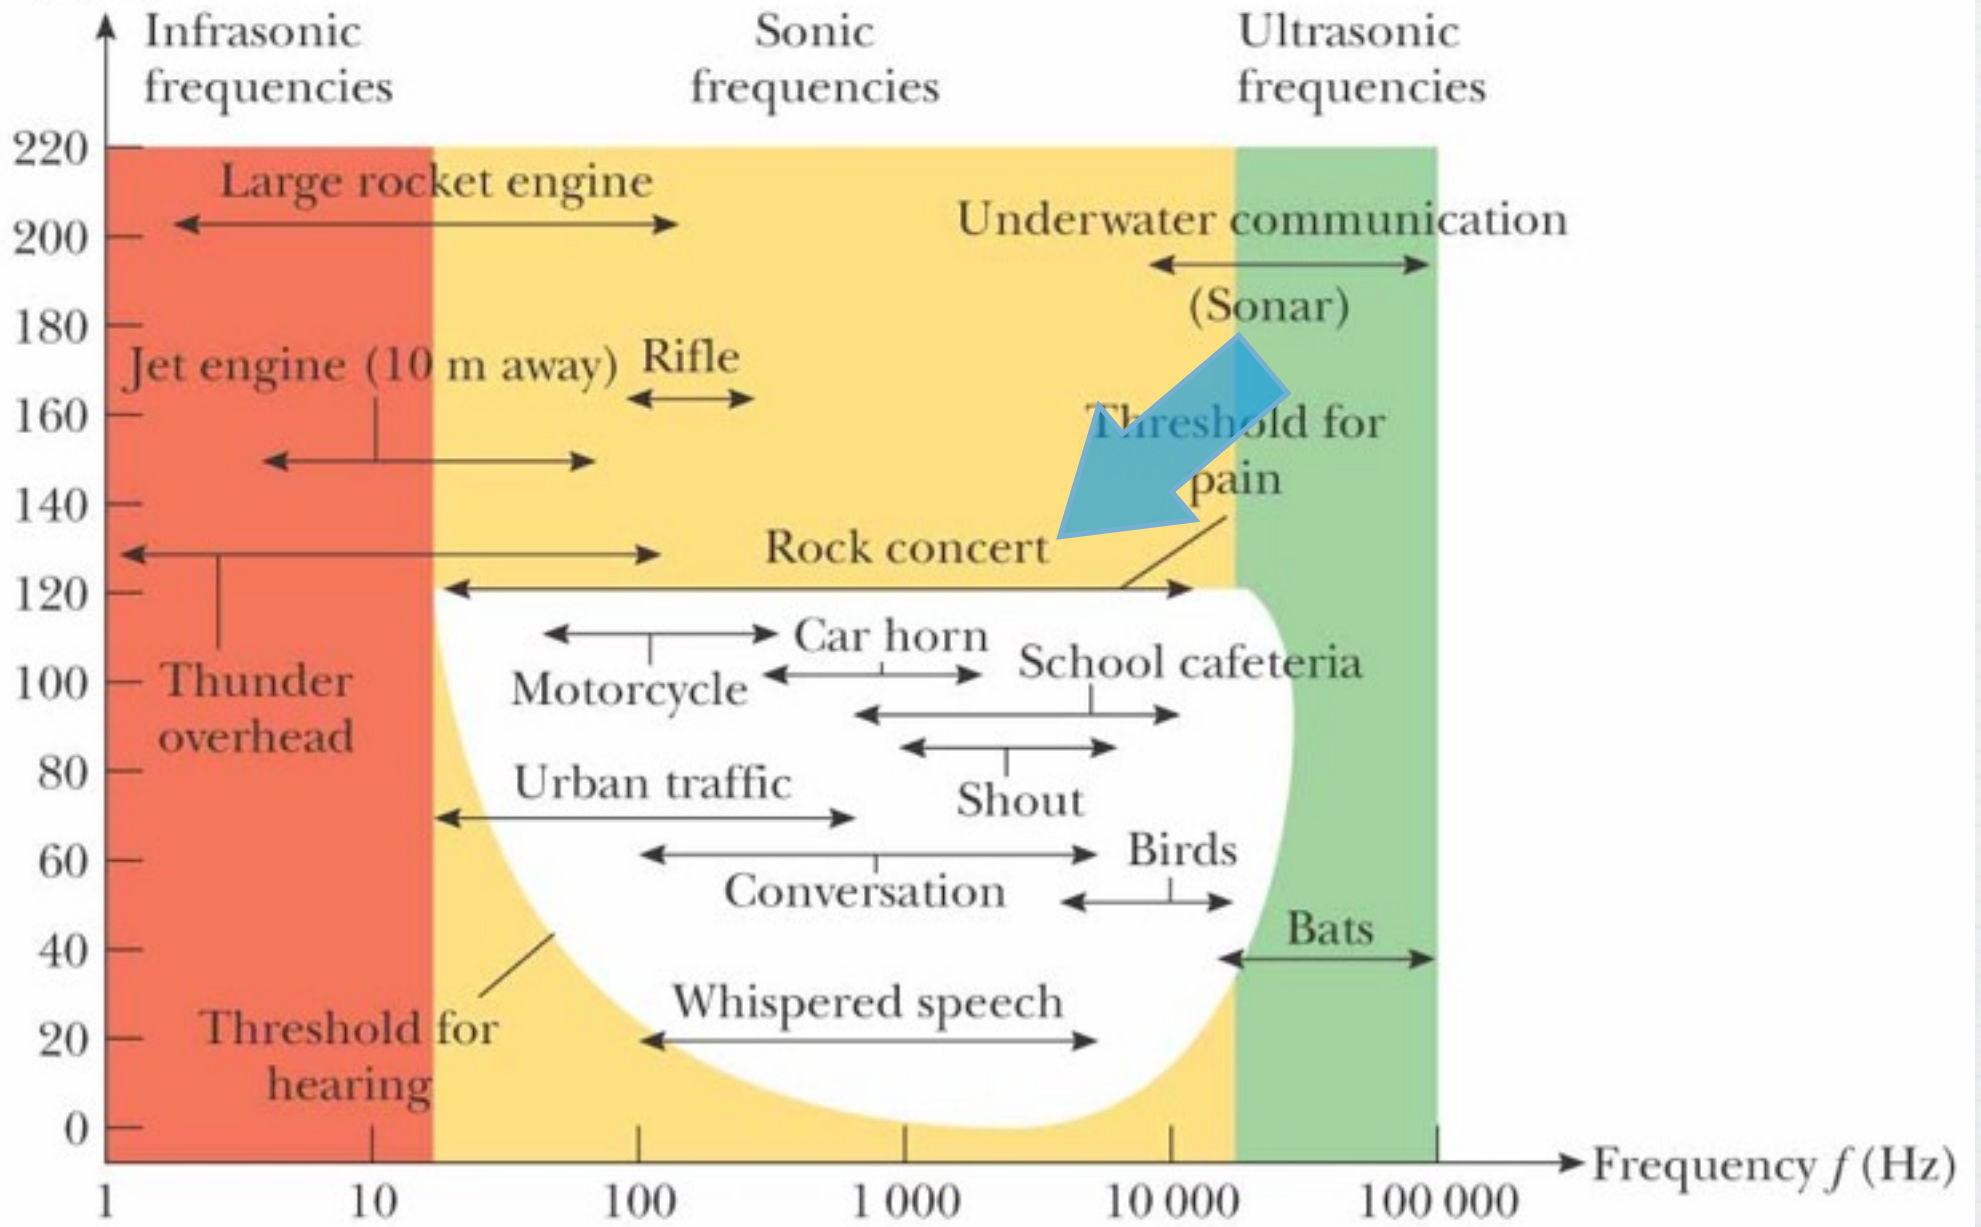 Infrasonic
frequencies
Sonic
frequencies
Ultrasonic
frequencies
220
Large rocket engine
200
Underwater communication
(Sonar)
180
Jet engine (10 m away)
Rifle
160
Threshold for
pain
140
Rock concert
120
Thunder
overhead
Motorcycle
Car horn
School cafeteria
100
80
Urban traffic
Shout
60
Conversation
Birds
40
Bats
Whispered speech
20
Threshold for
hearing
0
1
10
100
1 000
10 000
100 000
Frequency f (Hz)